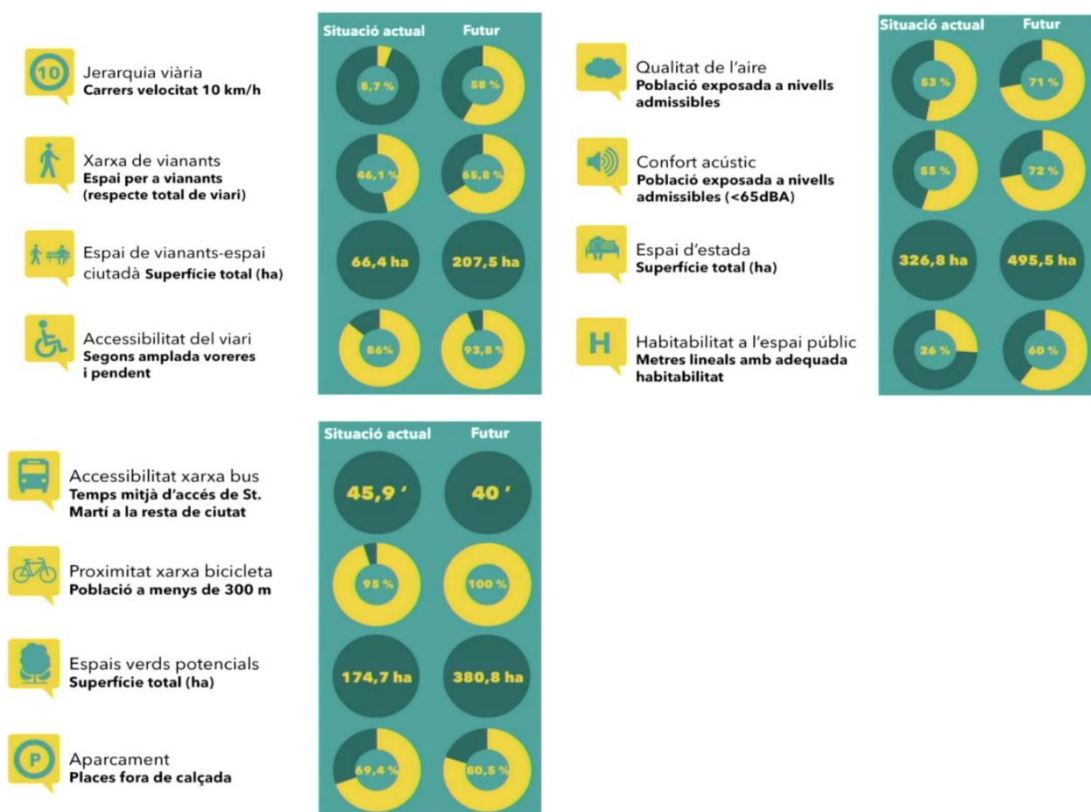 Situació actual Futur
10
Jerarquia viària
Carrers velocitat 10 km/h
8,7 % 58 %
Xarxa de vianants
Espai per a vianants
(respecte total de viari)
46,1 % 65,8 %
Espai de vianants-espai
ciutadà Superfície total (ha)
66,4 ha 207,5 ha
Accessibilitat del viari
Segons amplada voreres
i pendent
86% 93,8 %
Situació actual Futur
Qualitat de l'aire
Població exposada a nivells
admissibles
53 % 71 %
Confort acústic
Població exposada a nivells
admissibles (<65dBA)
55 % 72 %
Espai d'estada
Superfície total (ha)
326,8 ha 495,5 ha
H
Habitabilitat a l'espai públic
Metres lineals amb adequada
habitabilitat
26 % 60 %
Situació actual Futur
Accessibilitat xarxa bus
Temps mitjà d'accés de St.
Martí a la resta de ciutat
45,9 ' 40 '
Proximitat xarxa bicicleta
Població a menys de 300 m
95 % 100 %
Espais verds potencials
Superfície total (ha)
174,7 ha 380,8 ha
P
Aparcament
Places fora de calçada
69,4 % 80,5 %